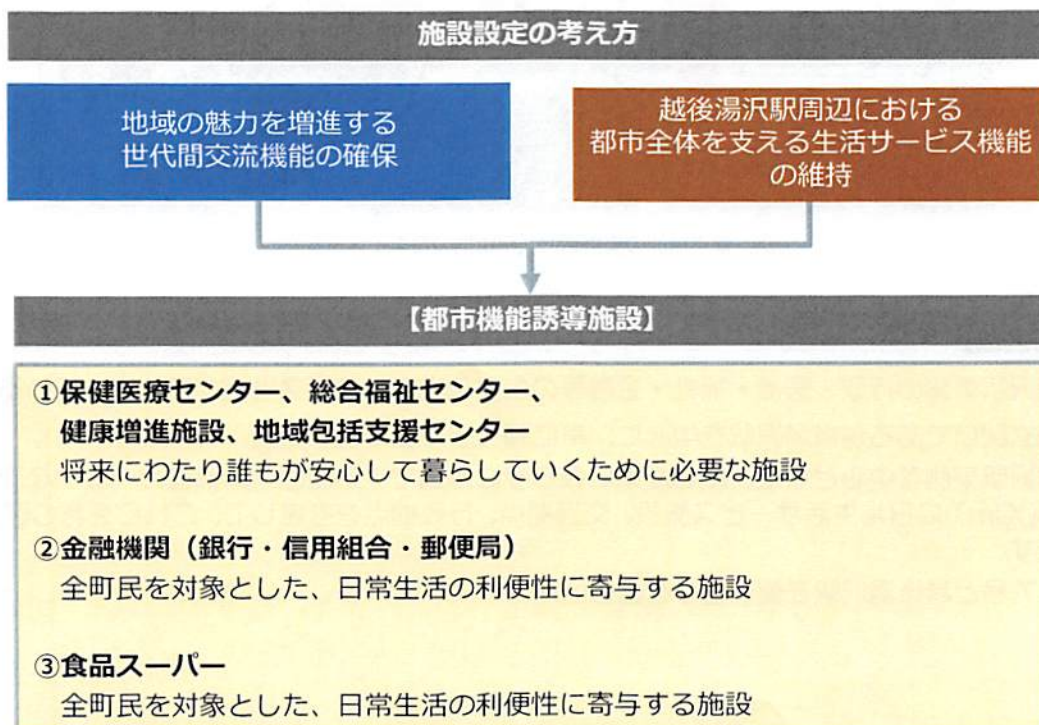 施設設定の考え方
地域の魅力を増進する
世代間交流機能の確保
越後湯沢駅周辺における
都市全体を支える生活サービス機能
の維持
【都市機能誘導施設】
①保健医療センター、総合福祉センター、
健康増進施設、地域包括支援センター
将来にわたり誰もが安心して暮らしていくために必要な施設
②金融機関（銀行・信用組合・郵便局）
全町民を対象とした、日常生活の利便性に寄与する施設
③食品スーパー
全町民を対象とした、日常生活の利便性に寄与する施設